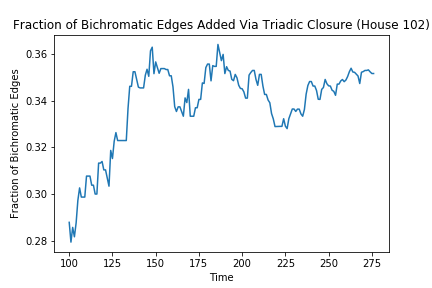 Fraction of Bichromatic Edges Added Via Triadic Closure (House 102)
Fraction of Bichromatic Edges
0.36
0.34
0.32
0.30
0.28
100 125 150 175 200 225 250 275
Time